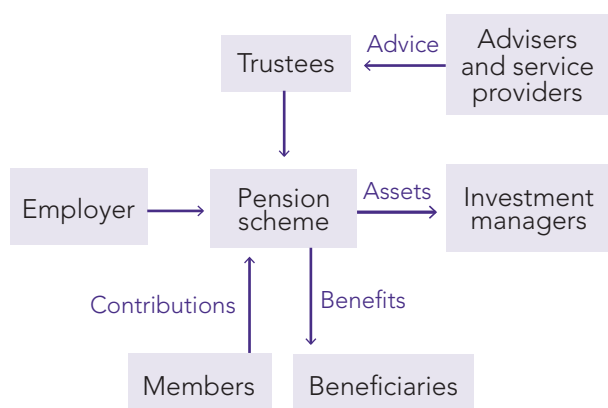 Trustees
Advice
Advisers
and service
providers
Employer
Pension
scheme
Assets
Investment
managers
Contributions
Benefits
Members
Beneficiaries